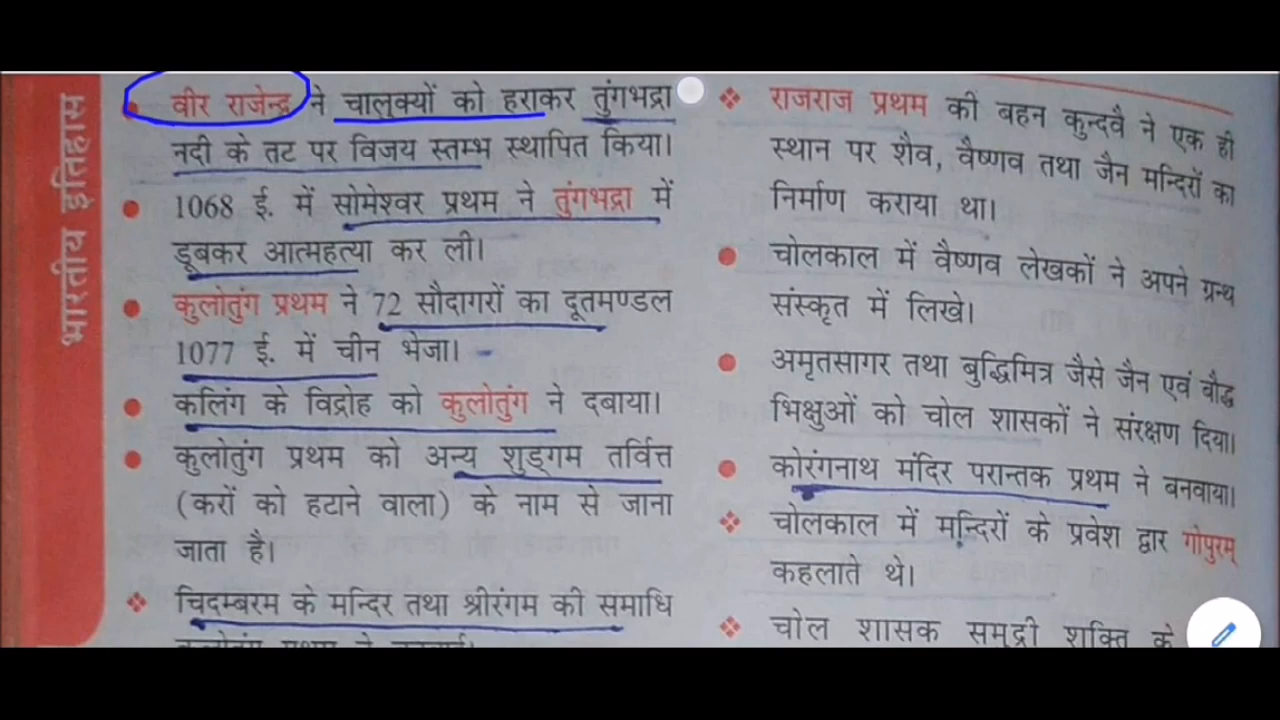 भारतीय इतिहास
वीर राजेन्द्र ने चालुक्यों को हराकर तुंगभद्रा
नदी के तट पर विजय स्तम्भ स्थापित किया।
1068 ई. में सोमेश्वर प्रथम ने तुंगभद्रा में
डूबकर आत्महत्या कर ली।
कुलोतुंग प्रथम ने 72 सौदागरों का दूतमण्डल
1077 ई. में चीन भेजा।
कलिंग के विद्रोह को कुलोतुंग ने दबाया।
कुलोतुंग प्रथम को अन्य शुड्गम तर्वित्त
(करों को हटाने वाला) के नाम से जाना
जाता है।
चिदम्बरम के मन्दिर तथा श्रीरंगम की समाधि
राजराज प्रथम की बहन कुन्दवै ने एक ही
स्थान पर शैव, वैष्णव तथा जैन मन्दिरों का
निर्माण कराया था।
चोलकाल में वैष्णव लेखकों ने अपने ग्रन्थ
संस्कृत में लिखे।
अमृतसागर तथा बुद्धिमित्र जैसे जैन एवं बौद्ध
भिक्षुओं को चोल शासकों ने संरक्षण दिया।
कोरंगनाथ मंदिर परान्तक प्रथम ने बनवाया।
चोलकाल में मन्दिरों के प्रवेश द्वार गोपुरम्
कहलाते थे।
चोल शासक समुद्री शक्ति के